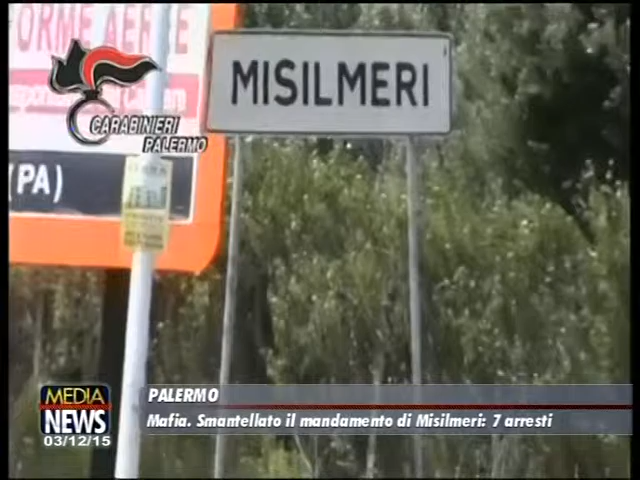 ORME AEREE
MISILMERI
CARABINIERI
PALERMO
(PA)
MEDIA
NEWS
03/12/15
PALERMO
Mafia. Smantellato il mandamento di Misilmeri: 7 arresti